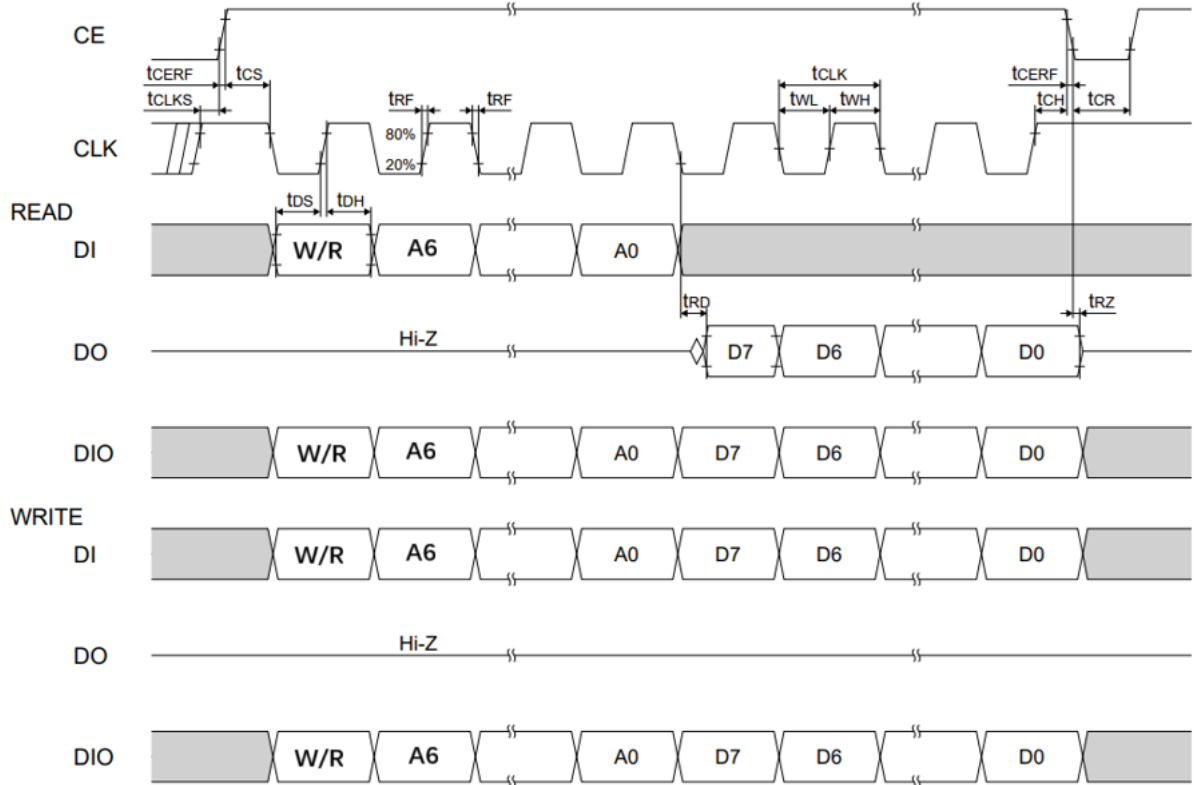 CE
tCERF tCS tCLK tCERF tCR
tCLKS tRF tRF tWL tWH tCH
CLK 80%
20%
tDS tDH
READ
DI W/R A6 A0
tRD tRZ
DO Hi-Z D7 D6 D0
DIO W/R A6 A0 D7 D6 D0
WRITE
DI W/R A6 A0 D7 D6 D0
DO Hi-Z
DIO W/R A6 A0 D7 D6 D0